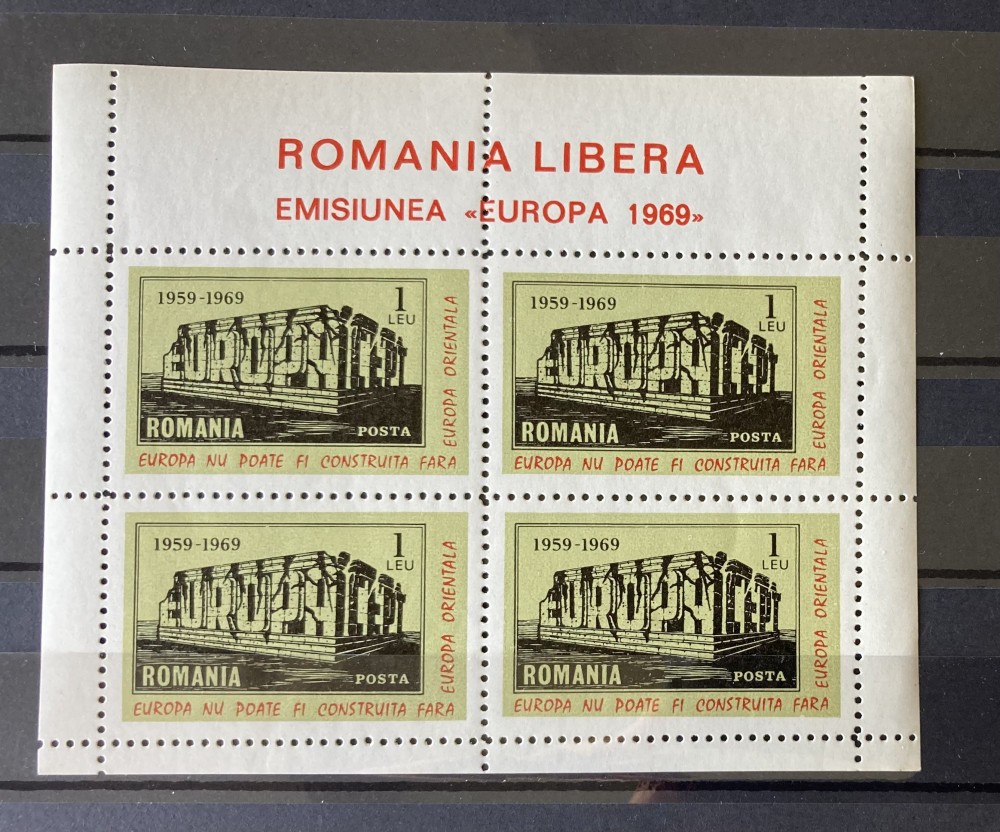 ROMANIA LIBERA
EMISIUNEA «EUROPA 1969»
1959-1969
1
LEU
EUROPA CEPT
ROMANIA
POSTA
EUROPA NU POATE FI CONSTRUITA FARA
EUROPA ORIENTALA
1959-1969
1
LEU
EUROPA CEPT
ROMANIA
POSTA
EUROPA NU POATE FI CONSTRUITA FARA
EUROPA ORIENTALA
1959-1969
1
LEU
EUROPA CEPT
ROMANIA
POSTA
EUROPA NU POATE FI CONSTRUITA FARA
EUROPA ORIENTALA
1959-1969
1
LEU
EUROPA CEPT
ROMANIA
POSTA
EUROPA NU POATE FI CONSTRUITA FARA
EUROPA ORIENTALA